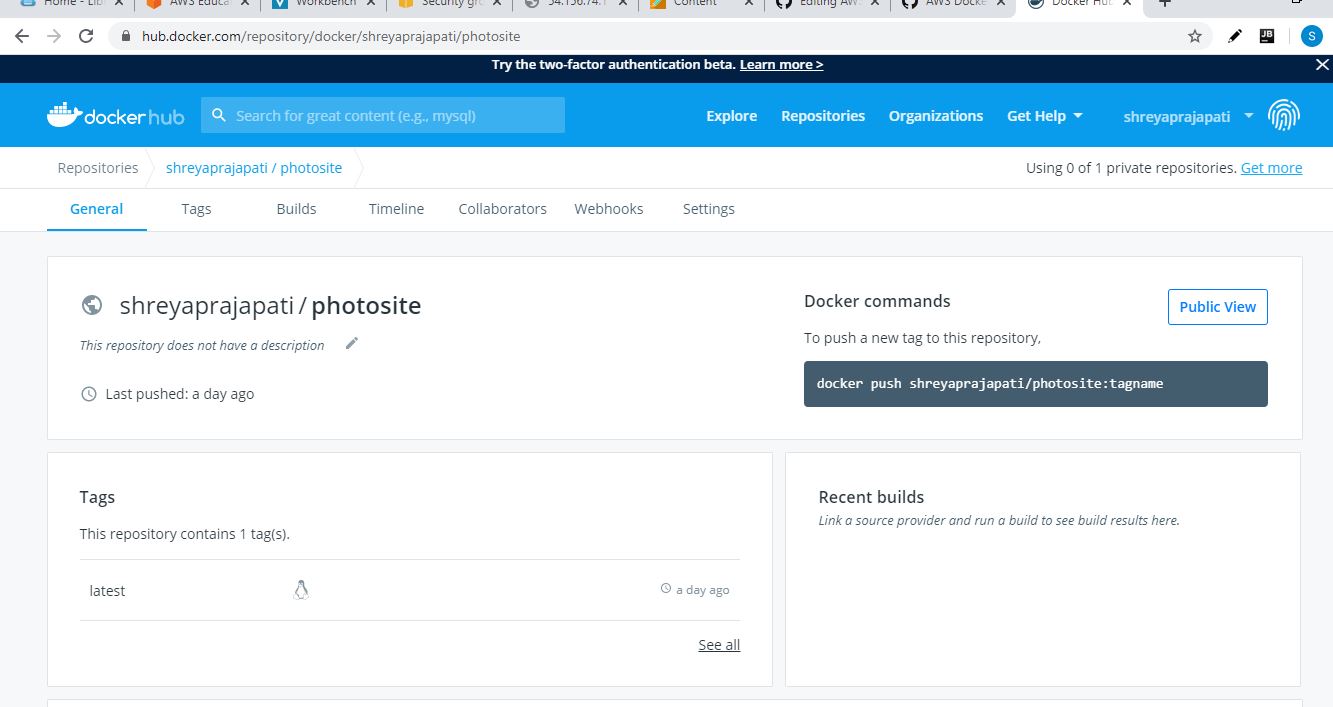 Home - Lib
AWS Educa
Workbench
Security gro
54.156.74.1
Content
Editing AW
AWS Docke
Docker Hub
hub.docker.com/repository/docker/shreyaprajapati/photosite
JB
S
Try the two-factor authentication beta. Learn more >
docker hub
Search for great content (e.g., mysql)
Explore
Repositories
Organizations
Get Help
shreyaprajapati
Repositories
shreyaprajapati / photosite
Using 0 of 1 private repositories. Get more
General
Tags
Builds
Timeline
Collaborators
Webhooks
Settings
shreyaprajapati / photosite
This repository does not have a description
Last pushed: a day ago
Docker commands
Public View
To push a new tag to this repository,
docker push shreyaprajapati/photosite:tagname
Tags
This repository contains 1 tag(s).
latest
a day ago
See all
Recent builds
Link a source provider and run a build to see build results here.